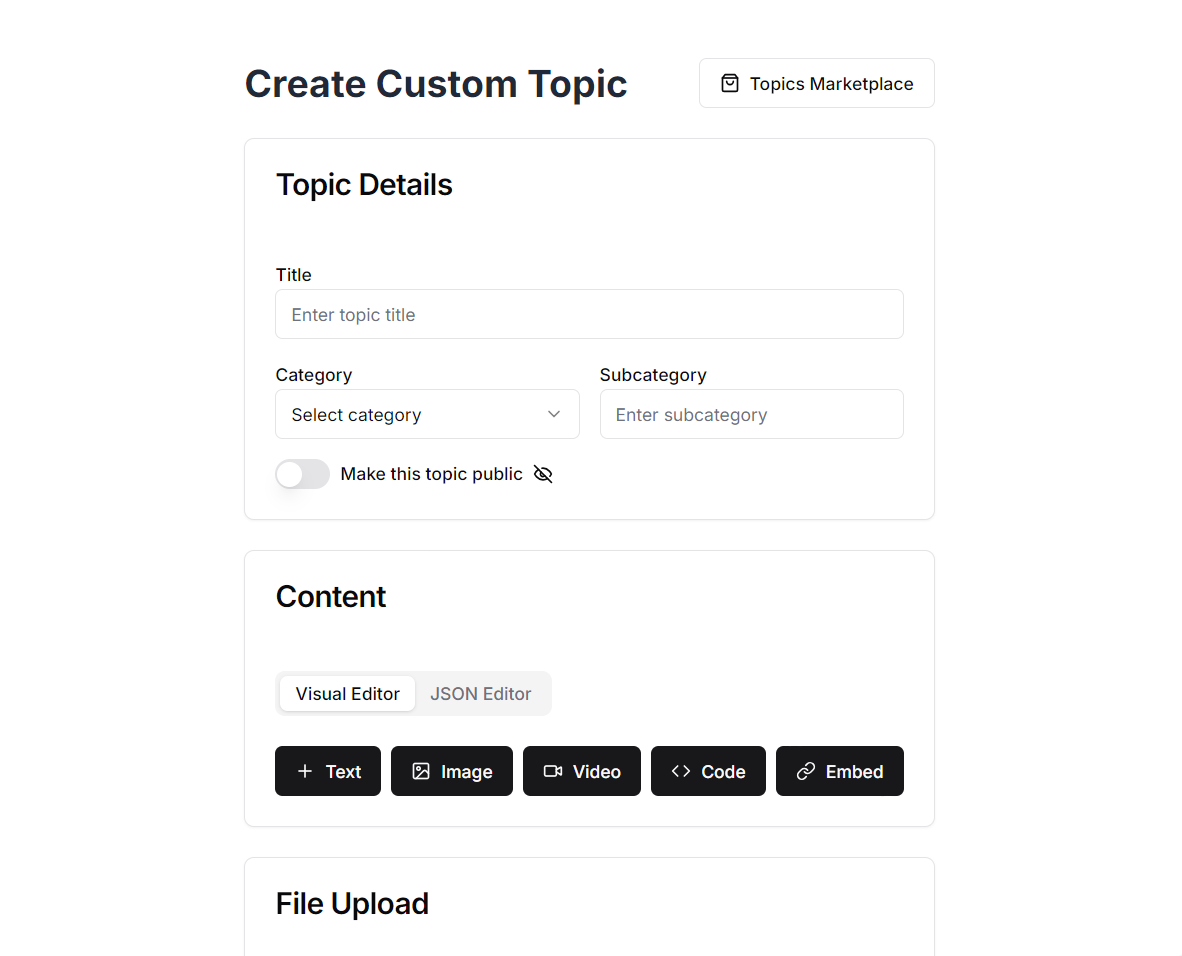 Create Custom Topic
Topics Marketplace
Topic Details
Title
Enter topic title
Category
Subcategory
Select category
Enter subcategory
Make this topic public
Content
Visual Editor
JSON Editor
Text
Image
Video
Code
Embed
File Upload